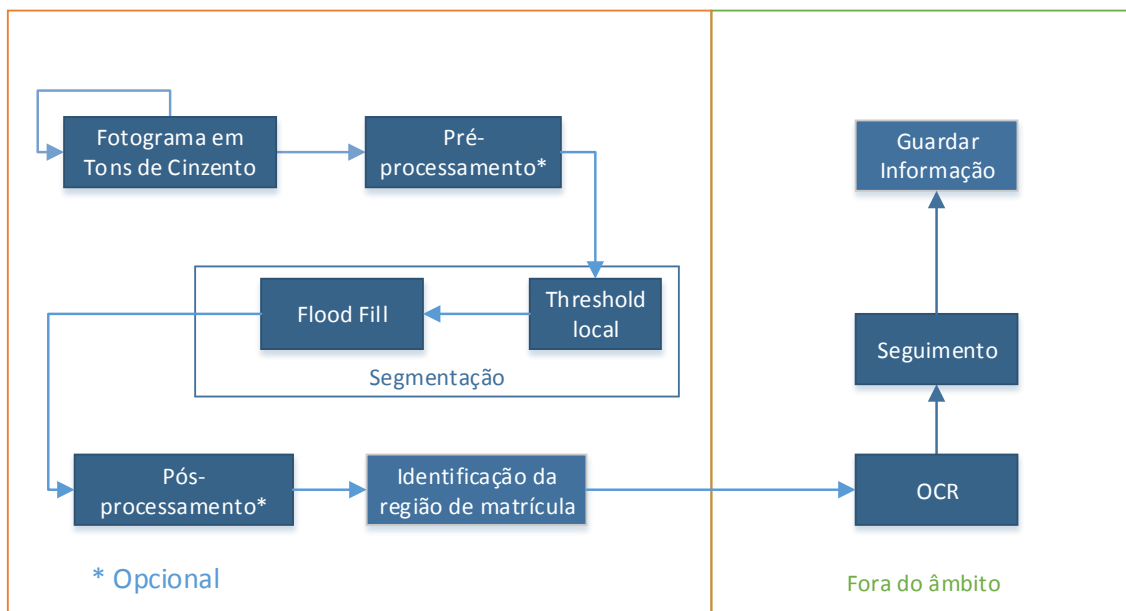 Fotograma em
Tons de Cinzento
Pré-
processamento*
Guardar
Informação
Flood Fill
Threshold
local
Segmentação
Seguimento
Pós-
processamento*
Identificação da
região de matrícula
OCR
* Opcional
Fora do âmbito